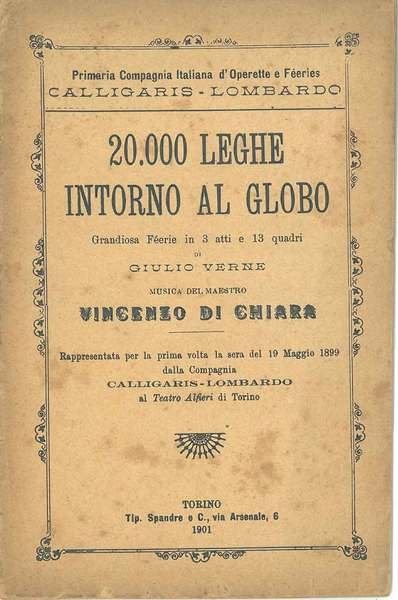 Primeria Compagnia Italiana d'Operette e Féeries
CALLIGARIS - LOMBARDO
20.000 LEGHE
INTORNO AL GLOBO
Grandiosa Féerie in 3 atti e 13 quadri
DI
GIULIO VERNE
MUSICA DEL MAESTRO
VINCENZO DI CHIARA
Rappresentata per la prima volta la sera del 19 Maggio 1899
dalla Compagnia
CALLIGARIS-LOMBARDO
al Teatro Alfieri di Torino
TORINO
Tip. Spandre e C., via Arsenale, 6
1901